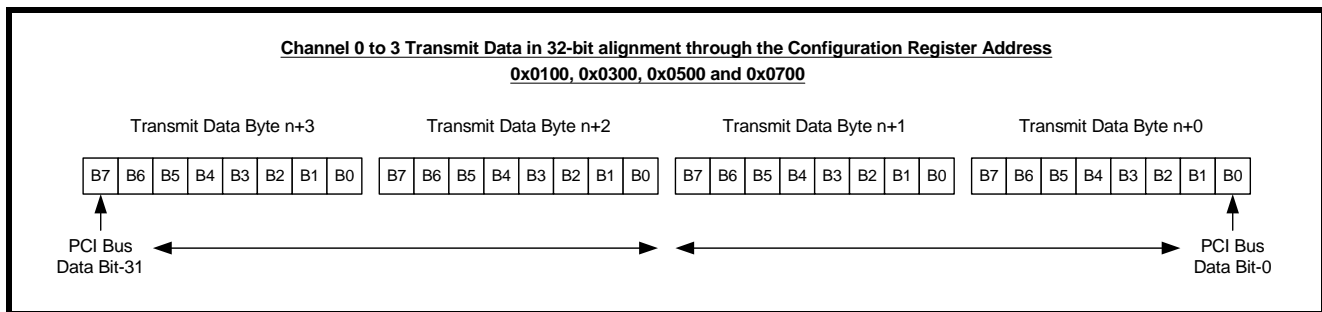 Channel 0 to 3 Transmit Data in 32-bit alignment through the Configuration Register Address
0x0100, 0x0300, 0x0500 and 0x0700
Transmit Data Byte n+3 Transmit Data Byte n+2 Transmit Data Byte n+1 Transmit Data Byte n+0
B7 B6 B5 B4 B3 B2 B1 B0 B7 B6 B5 B4 B3 B2 B1 B0 B7 B6 B5 B4 B3 B2 B1 B0 B7 B6 B5 B4 B3 B2 B1 B0
PCI Bus
Data Bit-31
PCI Bus
Data Bit-0